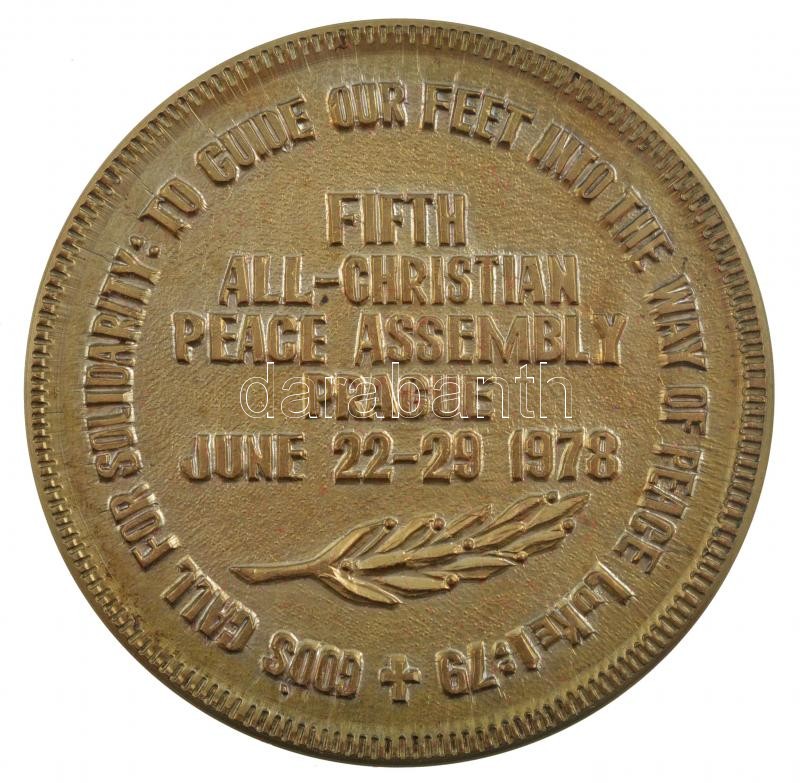 GOD'S CALL FOR SOLIDARITY: TO GUIDE OUR FEET INTO THE WAY OF PEACE Luke 1:79
FIFTH
ALL-CHRISTIAN
PEACE ASSEMBLY
PRAGUE
JUNE 22-29 1978
darabanth